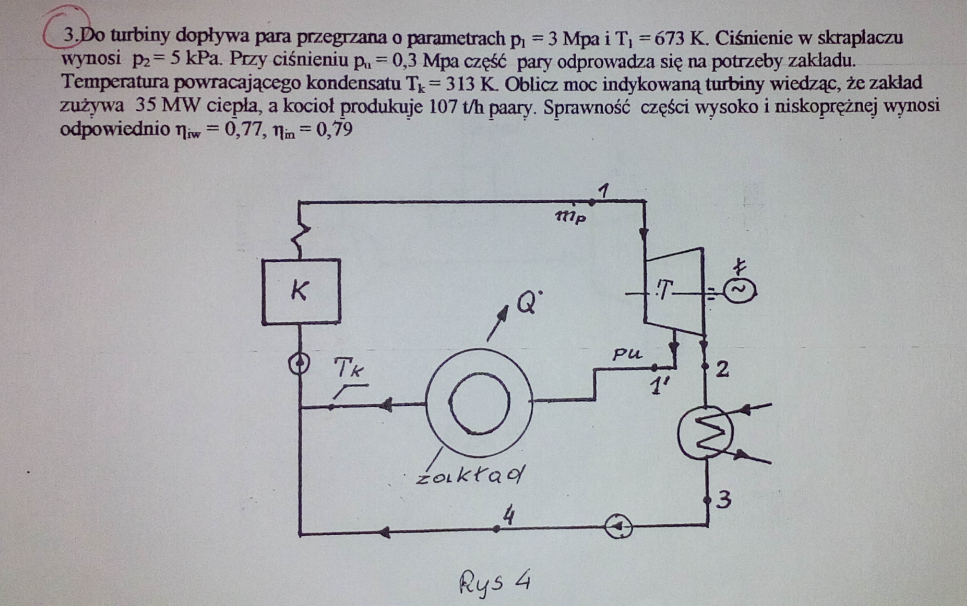 3.Do turbiny dopływa para przegrzana o parametrach p₁ = 3 Mpa i T₁ = 673 K. Ciśnienie w skraplaczu
wynosi p₂= 5 kPa. Przy ciśnieniu pᵤ = 0,3 Mpa część pary odprowadza się na potrzeby zakładu.
Temperatura powracającego kondensatu Tₖ = 313 K. Oblicz moc indykowaną turbiny wiedząc, że zakład
zużywa 35 MW ciepła, a kocioł produkuje 107 t/h paary. Sprawność części wysoko i niskoprężnej wynosi
odpowiednio ηiw = 0,77, ηin = 0,79
1
ṁp
K
T
~
Q̇
Tk
pu
1'
2
zakład
3
4
Rys 4